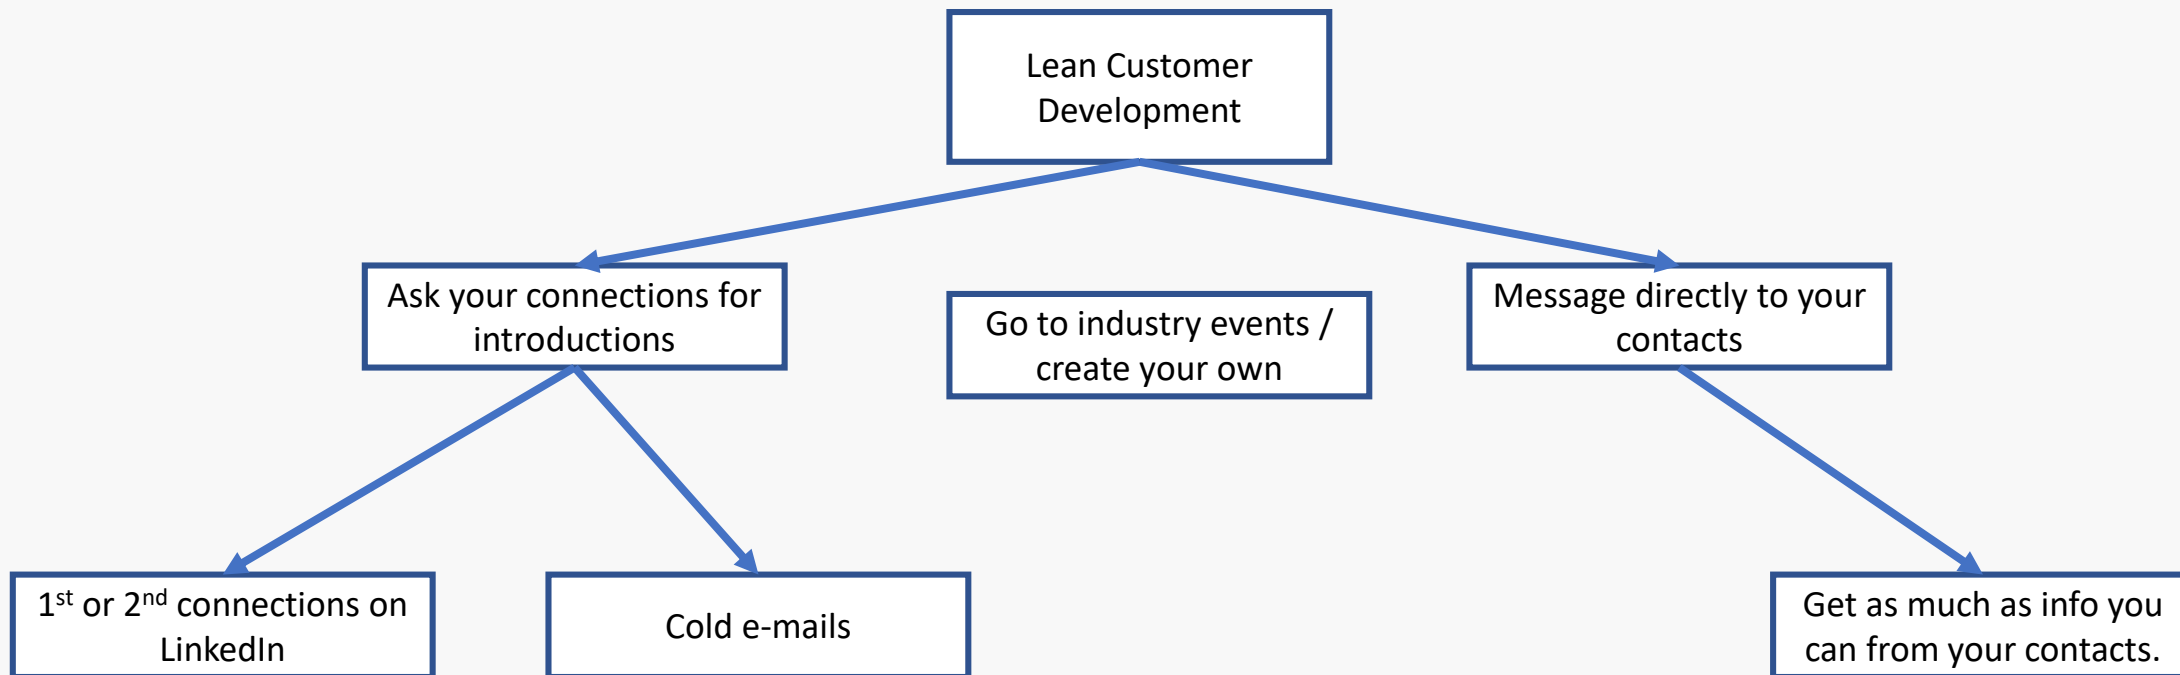 Lean Customer
Development
Ask your connections for
introductions
Go to industry events /
create your own
Message directly to your
contacts
1st or 2nd connections on
LinkedIn
Cold e-mails
Get as much as info you
can from your contacts.